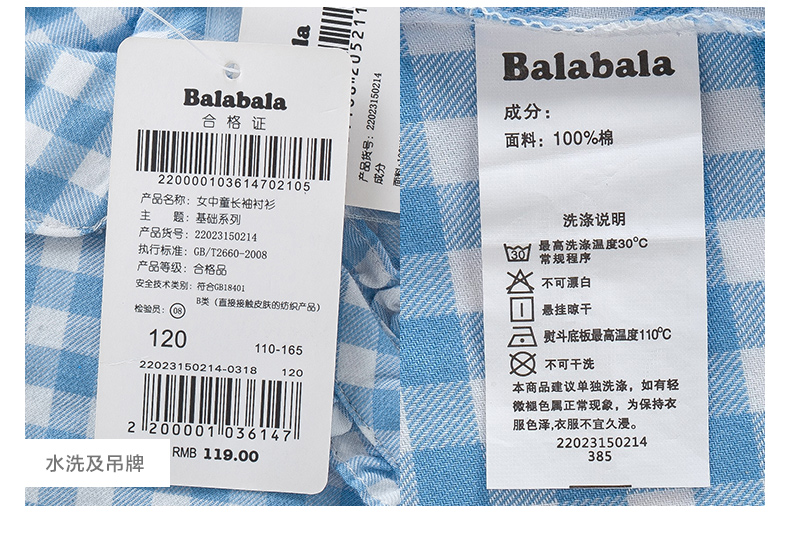 Balabala
合格证
220000103614702105
产品名称: 女中童长袖衬衫
主 题: 基础系列
产品货号: 22023150214
执行标准: GB/T2660-2008
产品等级: 合格品
安全技术类别: 符合GB18401
B类 (直接接触皮肤的纺织产品)
检验员: 08
120
110-165
22023150214-0318 120
2 200001 036147
RMB 119.00
水洗及吊牌
la
产品货号: 22023150214
成分
Balabala
成分:
面料: 100%棉
洗涤说明
30
最高洗涤温度30°C
常规程序
不可漂白
悬挂晾干
熨斗底板最高温度110°C
不可干洗
本商品建议单独洗涤, 如有轻
微褪色属正常现象, 为保持衣
服色泽,衣服不宜久浸。
22023150214
385